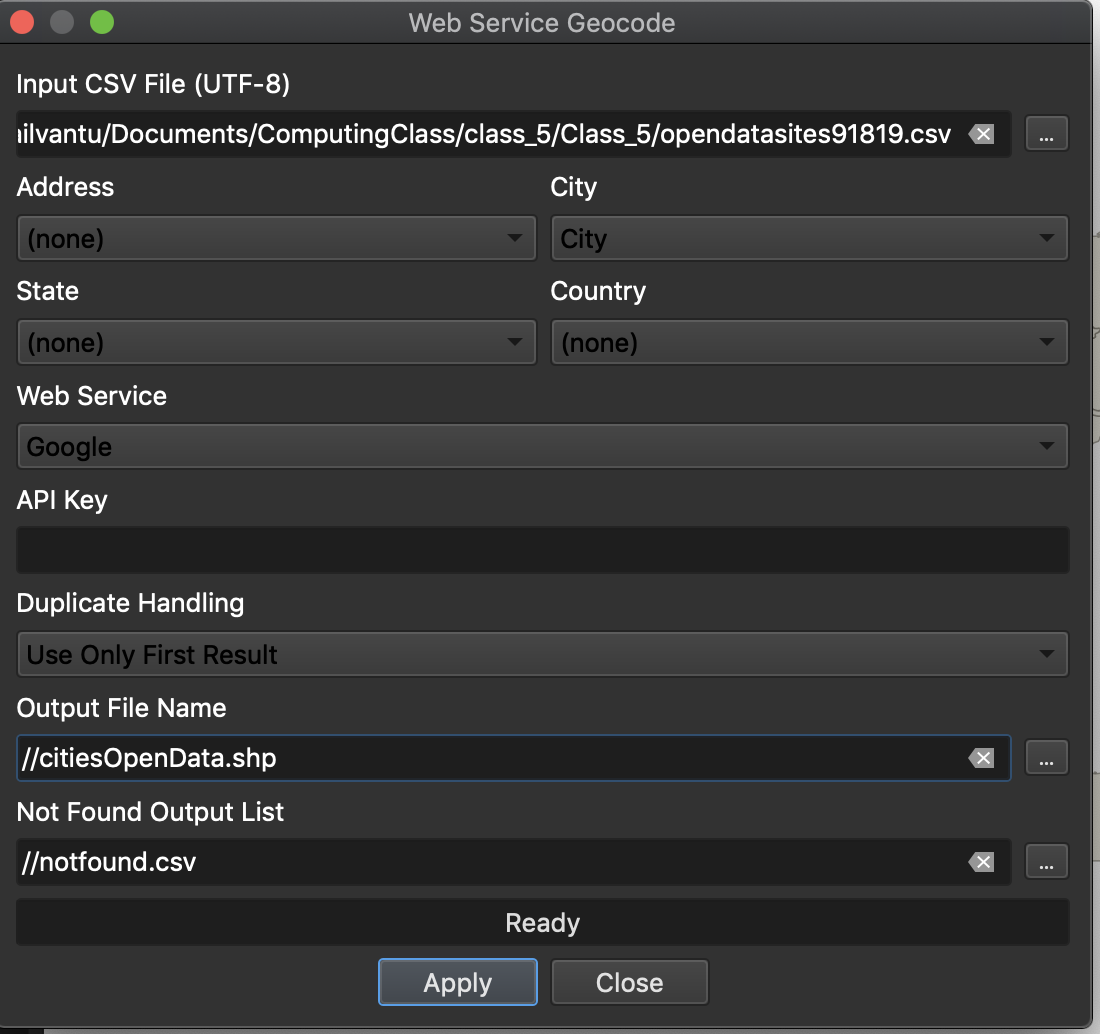 Web Service Geocode
Input CSV File (UTF-8)
ilvantu/Documents/ComputingClass/class_5/Class_5/opendatasites91819.csv ...
Address City
(none) City
State Country
(none) (none)
Web Service
Google
API Key
Duplicate Handling
Use Only First Result
Output File Name
//citiesOpenData.shp ...
Not Found Output List
//notfound.csv ...
Ready
Apply Close